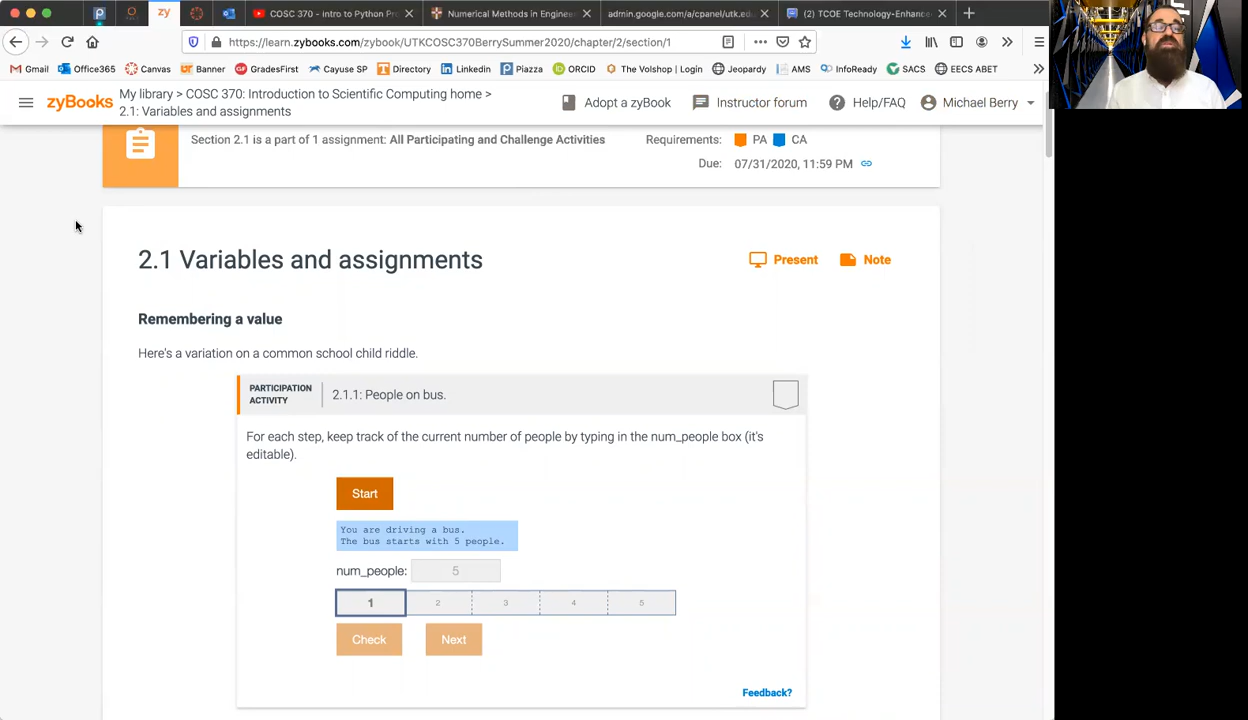 zy
COSC 370 - intro to Python Pr
Numerical Methods in Engineer
admin.google.com/a/cpanel/utk.ed
(2) TCOE Technology-Enhance
https://learn.zybooks.com/zybook/UTKCOSC370BerrySummer2020/chapter/2/section/1
Gmail Office365 Canvas Banner GradesFirst Cayuse SP Directory Linkedin Piazza ORCID The Volshop | Login Jeopardy AMS InfoReady SACS EECS ABET
zyBooks
My library > COSC 370: Introduction to Scientific Computing home >
2.1: Variables and assignments
Adopt a zyBook
Instructor forum
Help/FAQ
Michael Berry
Section 2.1 is a part of 1 assignment: All Participating and Challenge Activities
Requirements: PA CA
Due: 07/31/2020, 11:59 PM
2.1 Variables and assignments
Present
Note
Remembering a value
Here's a variation on a common school child riddle.
PARTICIPATION
ACTIVITY
2.1.1: People on bus.
For each step, keep track of the current number of people by typing in the num_people box (it's
editable).
Start
You are driving a bus.
The bus starts with 5 people.
num_people: 5
1 2 3 4 5
Check Next
Feedback?